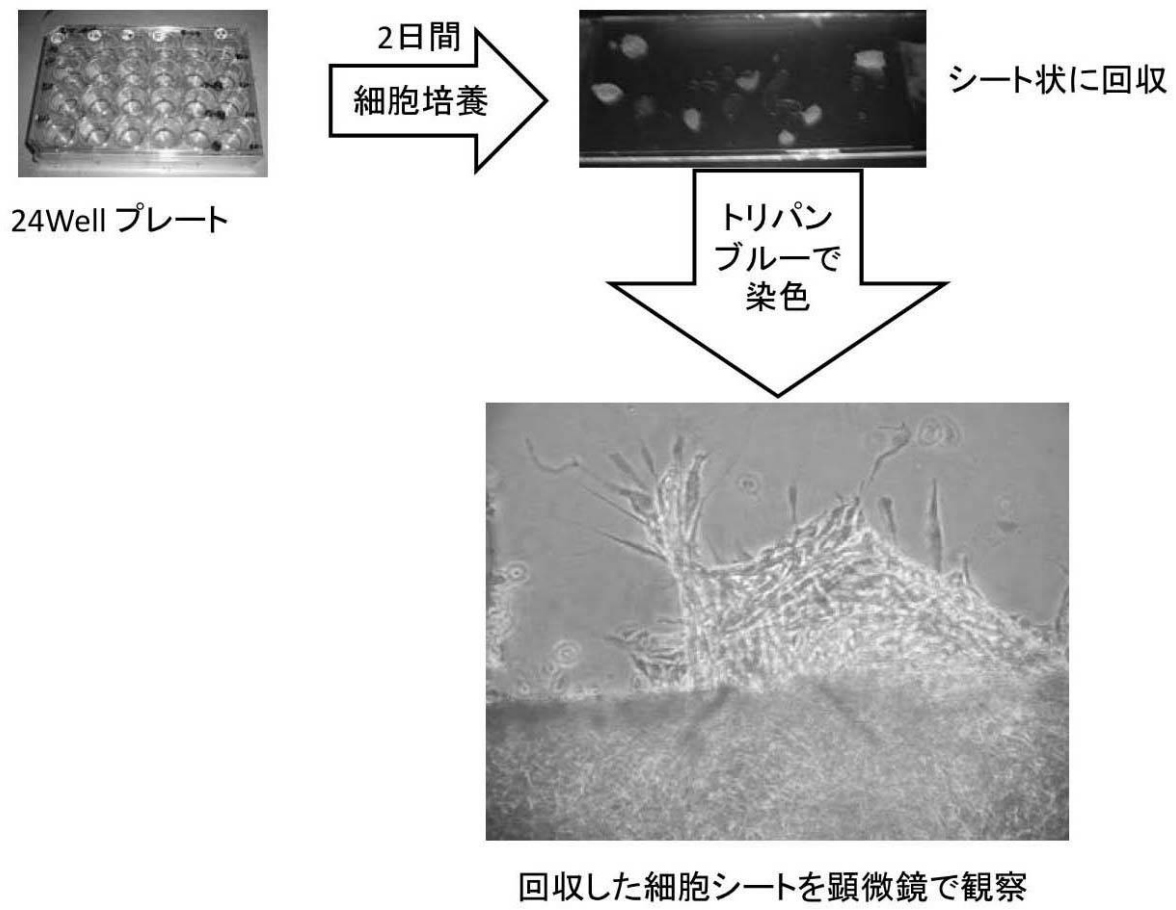 2日間
細胞培養
シート状に回収
24Well プレート
トリパン
ブルーで
染色
回収した細胞シートを顕微鏡で観察